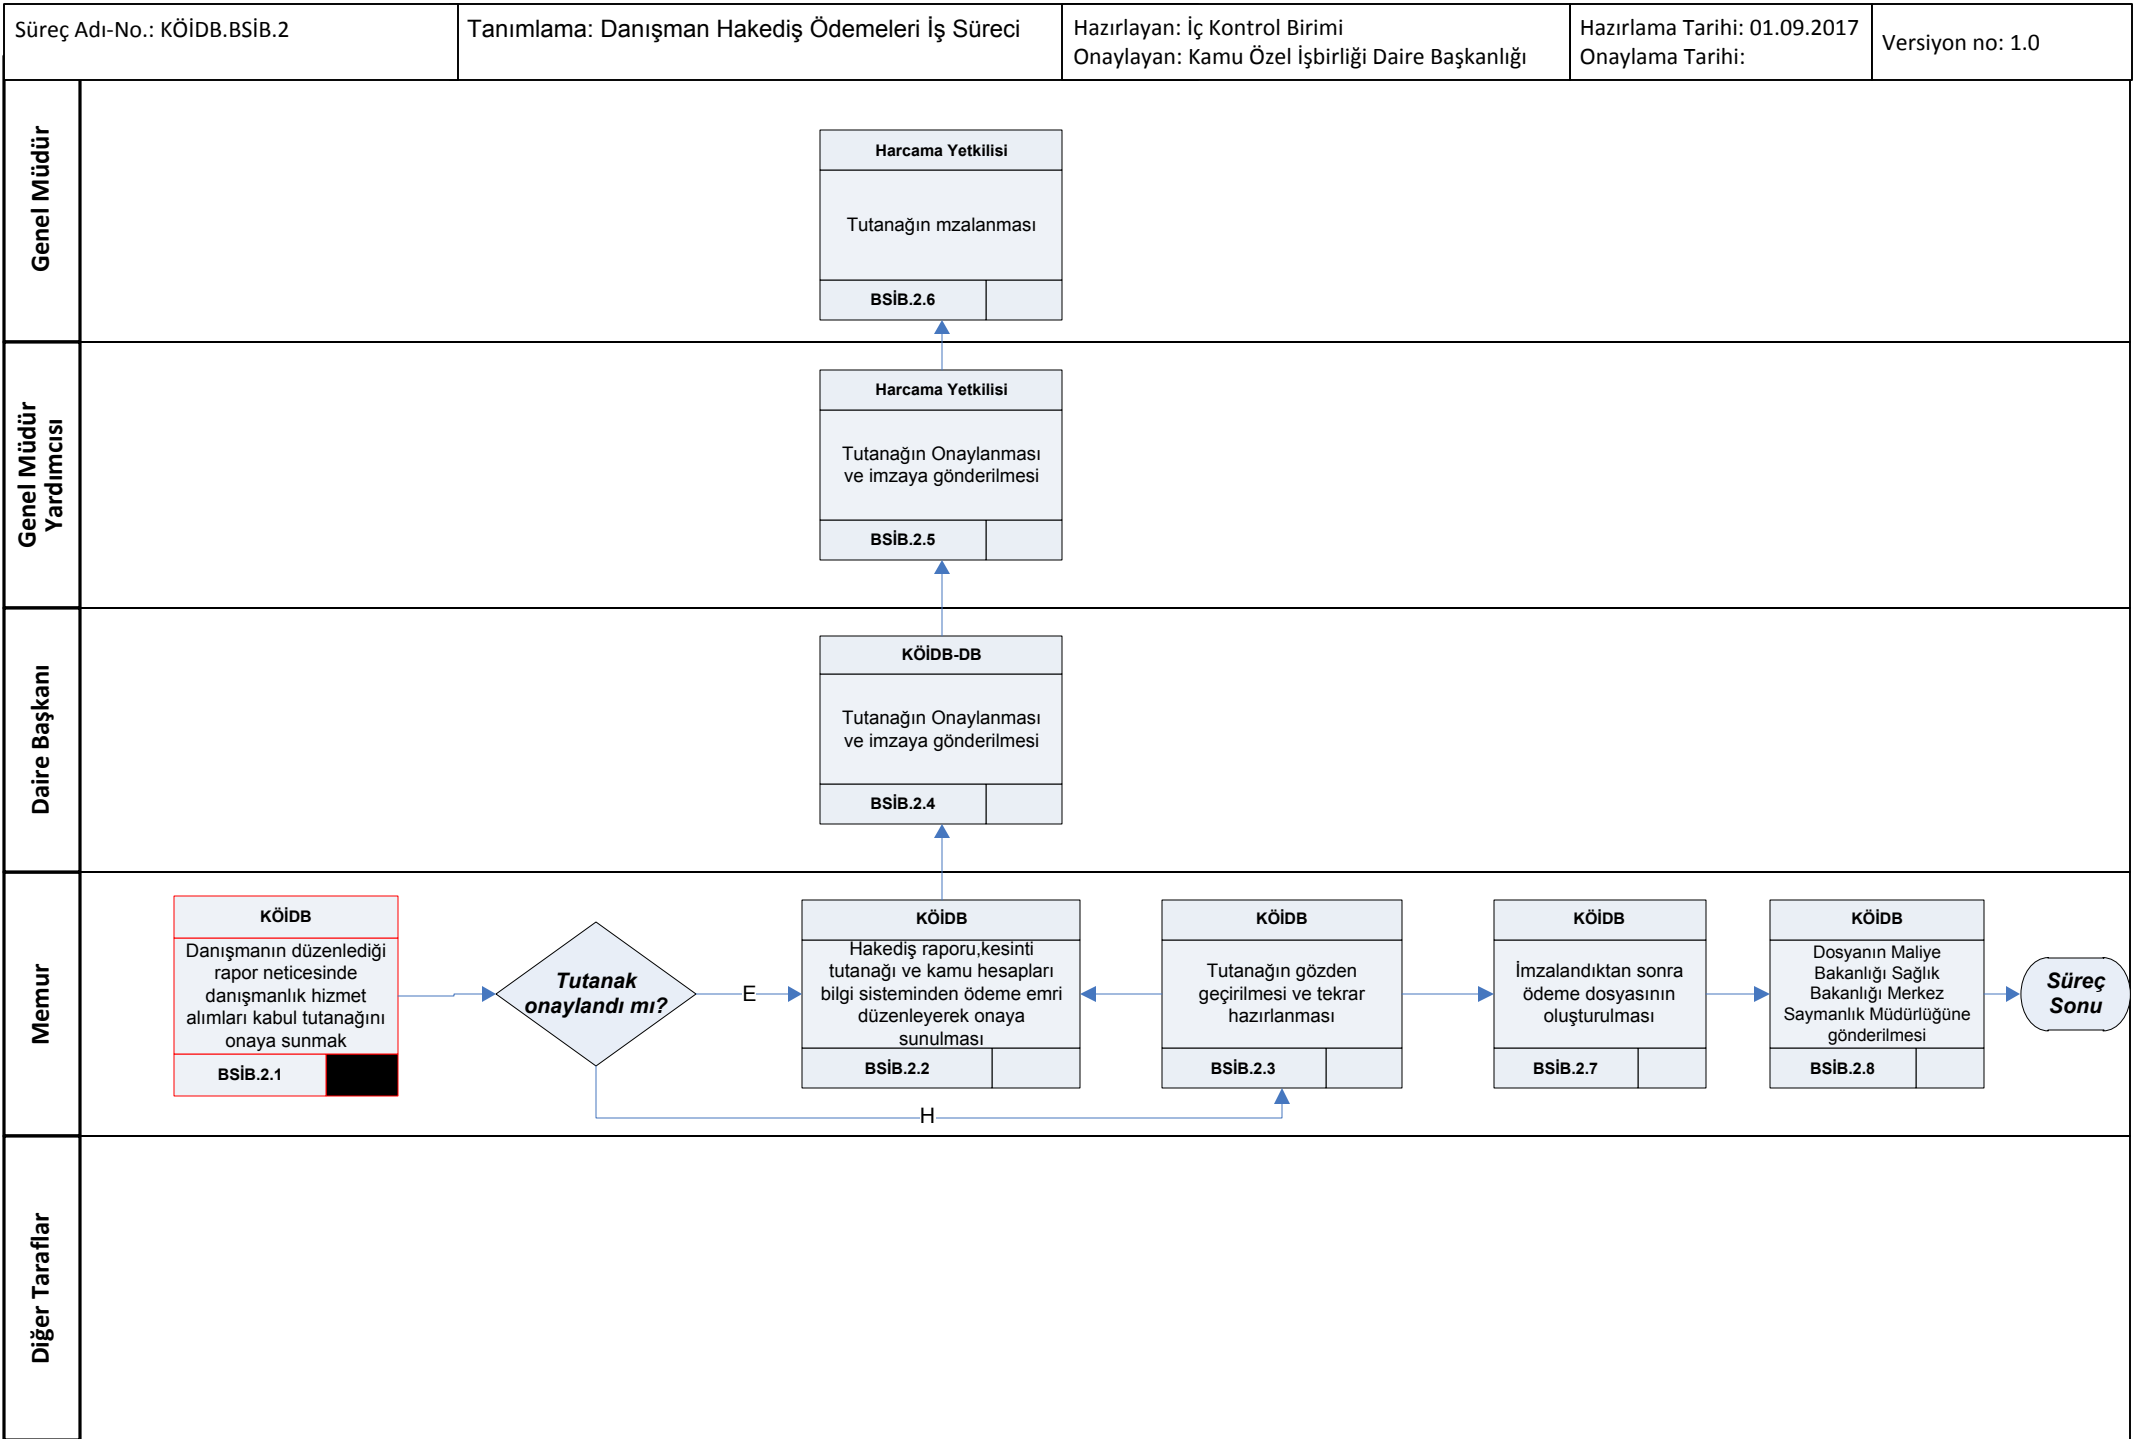 Süreç Adı-No.: KÖİDB.BSİB.2
Tanımlama: Danışman Hakediş Ödemeleri İş Süreci
Hazırlayan: İç Kontrol Birimi
Onaylayan: Kamu Özel İşbirliği Daire Başkanlığı
Hazırlama Tarihi: 01.09.2017
Onaylama Tarihi:
Versiyon no: 1.0
Genel Müdür
Harcama Yetkilisi
Tutanağın mzalanması
BSİB.2.6
Genel Müdür
Yardımcısı
Harcama Yetkilisi
Tutanağın Onaylanması
ve imzaya gönderilmesi
BSİB.2.5
Daire Başkanı
KÖİDB-DB
Tutanağın Onaylanması
ve imzaya gönderilmesi
BSİB.2.4
Memur
KÖİDB
Danışmanın düzenlediği
rapor neticesinde
danışmanlık hizmet
alımları kabul tutanağını
onaya sunmak
BSİB.2.1
Tutanak
onaylandı mı?
E
H
KÖİDB
Hakediş raporu,kesinti
tutanağı ve kamu hesapları
bilgi sisteminden ödeme emri
düzenleyerek onaya
sunulması
BSİB.2.2
KÖİDB
Tutanağın gözden
geçirilmesi ve tekrar
hazırlanması
BSİB.2.3
KÖİDB
İmzalandıktan sonra
ödeme dosyasının
oluşturulması
BSİB.2.7
KÖİDB
Dosyanın Maliye
Bakanlığı Sağlık
Bakanlığı Merkez
Saymanlık Müdürlüğüne
gönderilmesi
BSİB.2.8
Süreç
Sonu
Diğer Taraflar